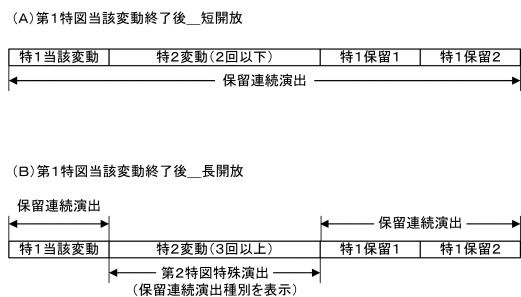 (A)第1特図当該変動終了後__短開放
特1当該変動 特2変動(2回以下) 特1保留1 特1保留2
保留連続演出
(B)第1特図当該変動終了後__長開放
保留連続演出
保留連続演出
特1当該変動 特2変動(3回以上) 特1保留1 特1保留2
第2特図特殊演出
(保留連続演出種別を表示)